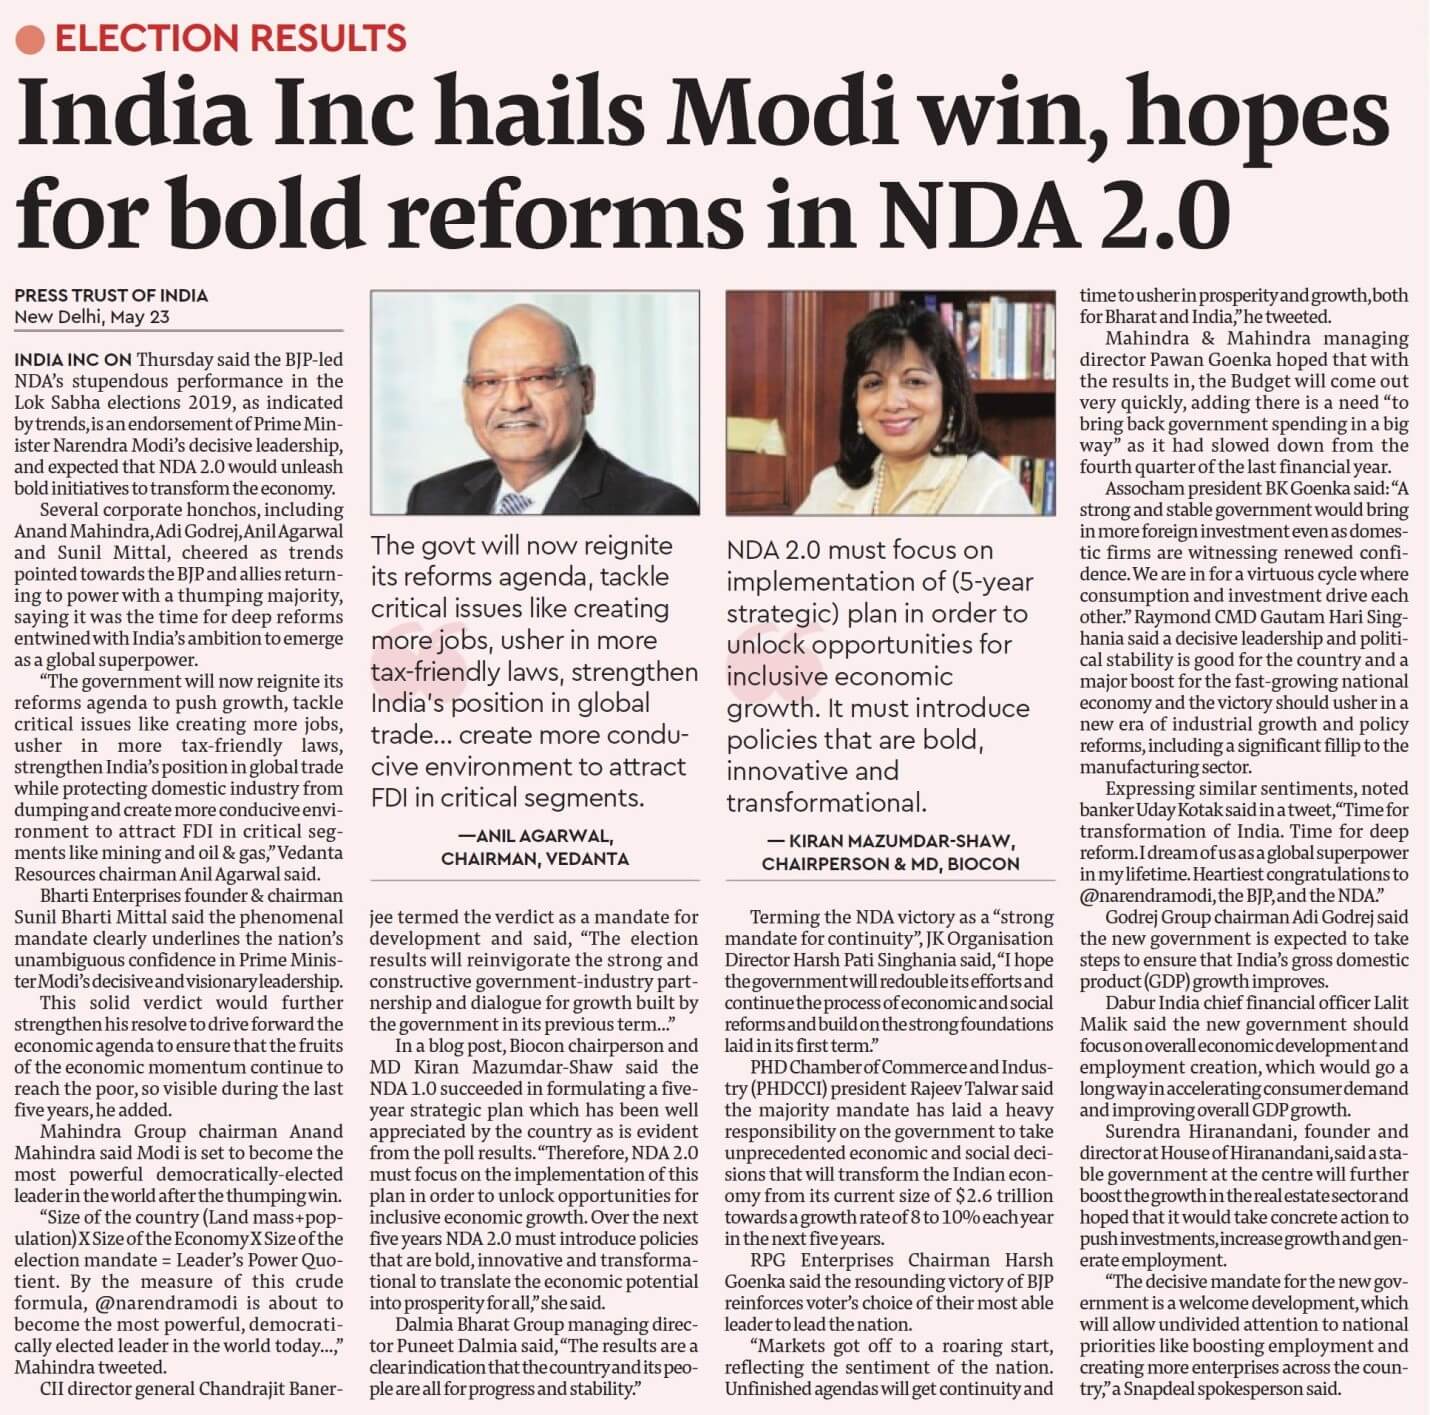 ELECTION RESULTS
India Inc hails Modi win, hopes
for bold reforms in NDA 2.0
PRESS TRUST OF INDIA
New Delhi, May 23
INDIA INC ON Thursday said the BJP-led
NDA's stupendous performance in the
Lok Sabha elections 2019, as indicated
by trends, is an endorsement of Prime Min-
ister Narendra Modi's decisive leadership,
and expected that NDA 2.0 would unleash
bold initiatives to transform the economy.
Several corporate honchos, including
Anand Mahindra, Adi Godrej, Anil Agarwal
and Sunil Mittal, cheered as trends
pointed towards the BJP and allies return-
ing to power with a thumping majority,
saying it was the time for deep reforms
entwined with India's ambition to emerge
as a global superpower.
“The government will now reignite its
reforms agenda to push growth, tackle
critical issues like creating more jobs,
usher in more tax-friendly laws,
strengthen India's position in global trade
while protecting domestic industry from
dumping and create more conducive envi-
ronment to attract FDI in critical seg-
ments like mining and oil & gas,” Vedanta
Resources chairman Anil Agarwal said.
Bharti Enterprises founder & chairman
Sunil Bharti Mittal said the phenomenal
mandate clearly underlines the nation's
unambiguous confidence in Prime Minis-
ter Modi's decisive and visionary leadership.
This solid verdict would further
strengthen his resolve to drive forward the
economic agenda to ensure that the fruits
of the economic momentum continue to
reach the poor, so visible during the last
five years, he added.
Mahindra Group chairman Anand
Mahindra said Modi is set to become the
most powerful democratically-elected
leader in the world after the thumping win.
“Size of the country (Land mass+pop-
ulation) X Size of the Economy X Size of the
election mandate = Leader's Power Quo-
tient. By the measure of this crude
formula, @narendramodi is about to
become the most powerful, democrati-
cally elected leader in the world today...,”
Mahindra tweeted.
CII director general Chandrajit Baner-
The govt will now reignite
its reforms agenda, tackle
critical issues like creating
more jobs, usher in more
tax-friendly laws, strengthen
India's position in global
trade... create more condu-
cive environment to attract
FDI in critical segments.
—ANIL AGARWAL,
CHAIRMAN, VEDANTA
jee termed the verdict as a mandate for
development and said, “The election
results will reinvigorate the strong and
constructive government-industry part-
nership and dialogue for growth built by
the government in its previous term...”
In a blog post, Biocon chairperson and
MD Kiran Mazumdar-Shaw said the
NDA 1.0 succeeded in formulating a five-
year strategic plan which has been well
appreciated by the country as is evident
from the poll results. “Therefore, NDA 2.0
must focus on the implementation of this
plan in order to unlock opportunities for
inclusive economic growth. Over the next
five years NDA 2.0 must introduce policies
that are bold, innovative and transforma-
tional to translate the economic potential
into prosperity for all,” she said.
Dalmia Bharat Group managing direc-
tor Puneet Dalmia said, “The results are a
clear indication that the country and its peo-
ple are all for progress and stability.”
NDA 2.0 must focus on
implementation of (5-year
strategic) plan in order to
unlock opportunities for
inclusive economic
growth. It must introduce
policies that are bold,
innovative and
transformational.
— KIRAN MAZUMDAR-SHAW,
CHAIRPERSON & MD, BIOCON
Terming the NDA victory as a “strong
mandate for continuity”, JK Organisation
Director Harsh Pati Singhania said, “I hope
the government will redouble its efforts and
continue the process of economic and social
reforms and build on the strong foundations
laid in its first term.”
PHD Chamber of Commerce and Indus-
try (PHDCCI) president Rajeev Talwar said
the majority mandate has laid a heavy
responsibility on the government to take
unprecedented economic and social deci-
sions that will transform the Indian econ-
omy from its current size of $2.6 trillion
towards a growth rate of 8 to 10% each year
in the next five years.
RPG Enterprises Chairman Harsh
Goenka said the resounding victory of BJP
reinforces voter's choice of their most able
leader to lead the nation.
“Markets got off to a roaring start,
reflecting the sentiment of the nation.
Unfinished agendas will get continuity and
time to usher in prosperity and growth, both
for Bharat and India,” he tweeted.
Mahindra & Mahindra managing
director Pawan Goenka hoped that with
the results in, the Budget will come out
very quickly, adding there is a need “to
bring back government spending in a big
way” as it had slowed down from the
fourth quarter of the last financial year.
Assocham president BK Goenka said: “A
strong and stable government would bring
in more foreign investment even as domes-
tic firms are witnessing renewed confi-
dence. We are in for a virtuous cycle where
consumption and investment drive each
other.” Raymond CMD Gautam Hari Sing-
hania said a decisive leadership and politi-
cal stability is good for the country and a
major boost for the fast-growing national
economy and the victory should usher in a
new era of industrial growth and policy
reforms, including a significant fillip to the
manufacturing sector.
Expressing similar sentiments, noted
banker Uday Kotak said in a tweet, “Time for
transformation of India. Time for deep
reform. I dream of us as a global superpower
in my lifetime. Heartiest congratulations to
@narendramodi, the BJP, and the NDA.”
Godrej Group chairman Adi Godrej said
the new government is expected to take
steps to ensure that India's gross domestic
product (GDP) growth improves.
Dabur India chief financial officer Lalit
Malik said the new government should
focus on overall economic development and
employment creation, which would go a
long way in accelerating consumer demand
and improving overall GDP growth.
Surendra Hiranandani, founder and
director at House of Hiranandani, said a sta-
ble government at the centre will further
boost the growth in the real estate sector and
hoped that it would take concrete action to
push investments, increase growth and gen-
erate employment.
“The decisive mandate for the new gov-
ernment is a welcome development, which
will allow undivided attention to national
priorities like boosting employment and
creating more enterprises across the coun-
try,” a Snapdeal spokesperson said.